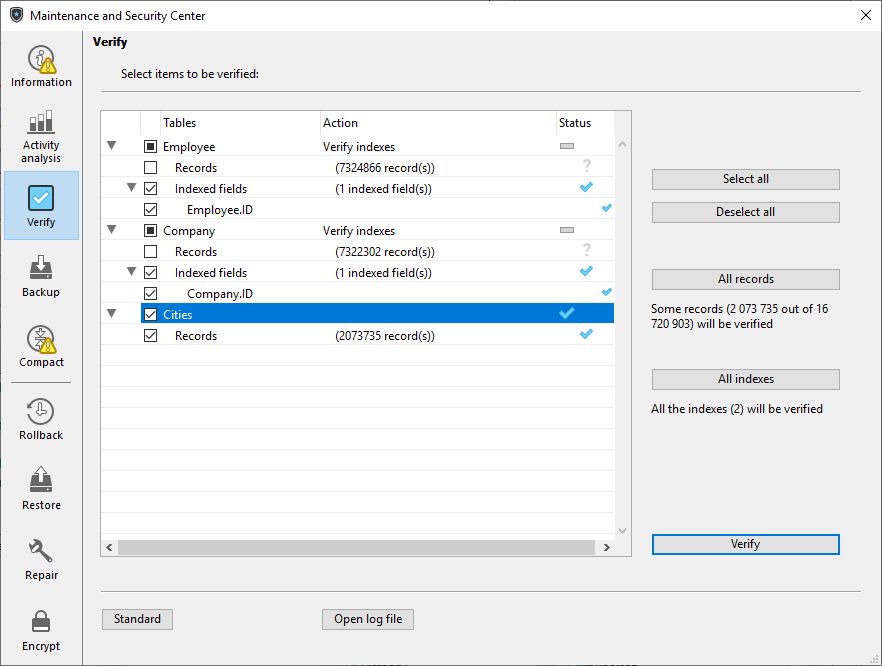 Maintenance and Security Center
Information
Activity
analysis
Verify
Backup
Compact
Rollback
Restore
Repair
Encrypt
Verify
Select items to be verified:
Tables Action Status
Employee Verify indexes
Records (7324866 record(s)) ?
Indexed fields (1 indexed field(s))
Employee.ID
Company Verify indexes
Records (7322302 record(s)) ?
Indexed fields (1 indexed field(s))
Company.ID
Cities
Records (2073735 record(s))
Select all
Deselect all
All records
Some records (2 073 735 out of 16
720 903) will be verified
All indexes
All the indexes (2) will be verified
Verify
Standard
Open log file